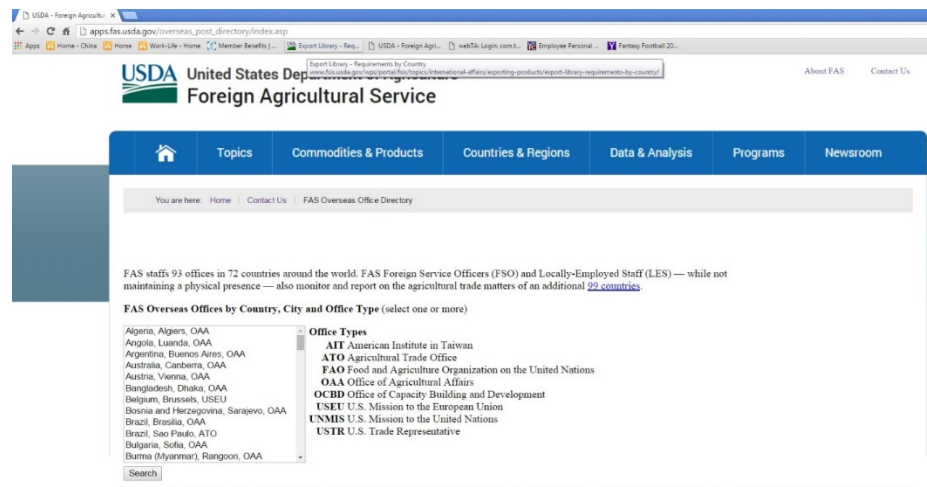 USDA - Foreign Agricultur ×
apps.fas.usda.gov/overseas_post_directory/index.asp
Apps Home - China Home Work-Life - Home Member Benefits | ... Export Library - Req... USDA - Foreign Agri... webTA: Login: com.t... Employee Personal ... Fantasy Football 20...
Export Library - Requirements by Country
www.fsis.usda.gov/wps/portal/fsis/topics/international-affairs/exporting-products/export-library-requirements-by-country/
USDA United States Department of Agriculture
Foreign Agricultural Service
About FAS Contact Us
Topics Commodities & Products Countries & Regions Data & Analysis Programs Newsroom
You are here: Home | Contact Us | FAS Overseas Office Directory
FAS staffs 93 offices in 72 countries around the world. FAS Foreign Service Officers (FSO) and Locally-Employed Staff (LES) — while not
maintaining a physical presence — also monitor and report on the agricultural trade matters of an additional 99 countries.
FAS Overseas Offices by Country, City and Office Type (select one or more)
Algeria, Algiers, OAA
Angola, Luanda, OAA
Argentina, Buenos Aires, OAA
Australia, Canberra, OAA
Austria, Vienna, OAA
Bangladesh, Dhaka, OAA
Belgium, Brussels, USEU
Bosnia and Herzegovina, Sarajevo, OAA
Brazil, Brasilia, OAA
Brazil, Sao Paulo, ATO
Bulgaria, Sofia, OAA
Burma (Myanmar), Rangoon, OAA
Office Types
AIT American Institute in Taiwan
ATO Agricultural Trade Office
FAO Food and Agriculture Organization on the United Nations
OAA Office of Agricultural Affairs
OCBD Office of Capacity Building and Development
USEU U.S. Mission to the European Union
UNMIS U.S. Mission to the United Nations
USTR U.S. Trade Representative
Search